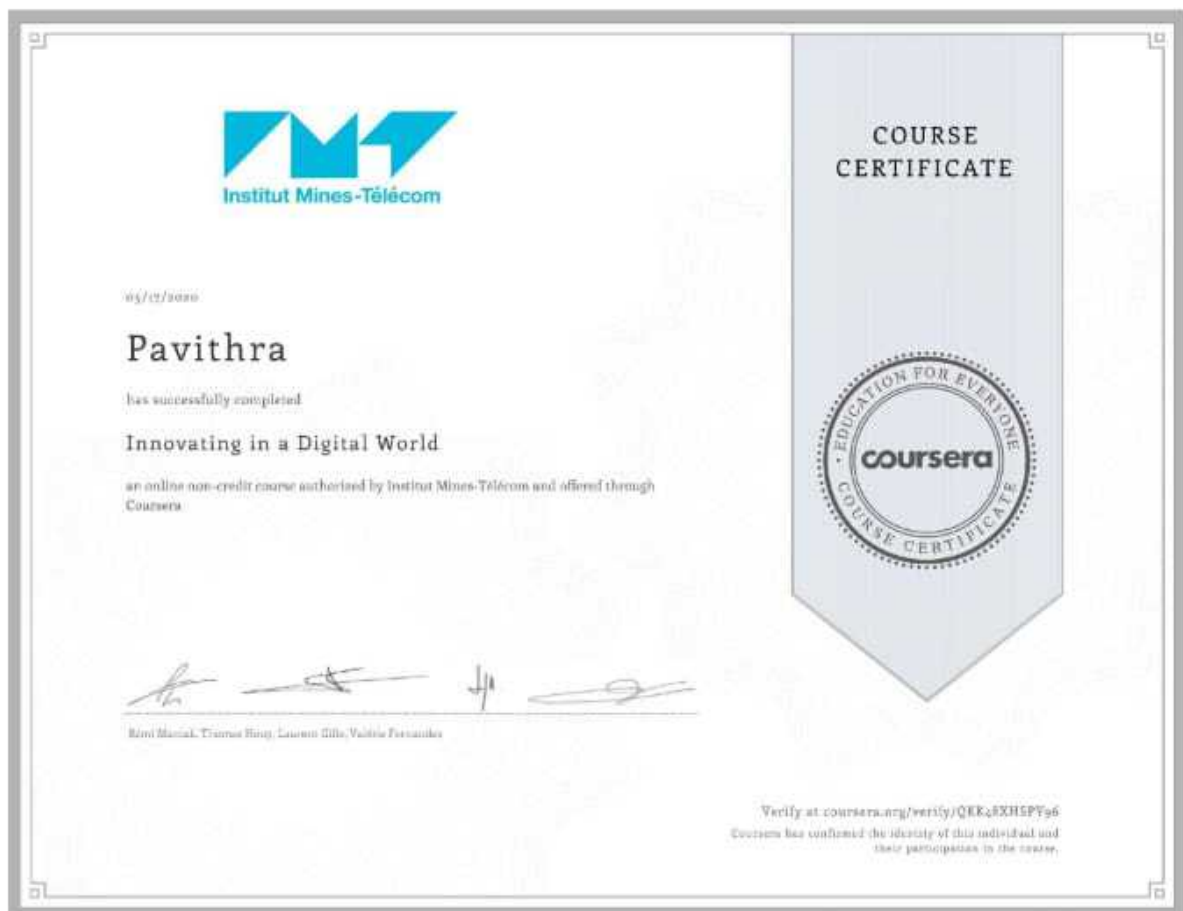 Institut Mines-Télécom
COURSE
CERTIFICATE
05/17/2020
Pavithra
has successfully completed
Innovating in a Digital World
an online non-credit course authorized by Institut Mines-Télécom and offered through
Coursera
EDUCATION FOR EVERYONE
coursera
COURSE CERTIFICATE
Rémi Maniak, Thomas Houy, Laurent Gille, Valérie Fernandez
Verify at coursera.org/verify/
Coursera has confirmed the identity of this individual and
their participation in the course.